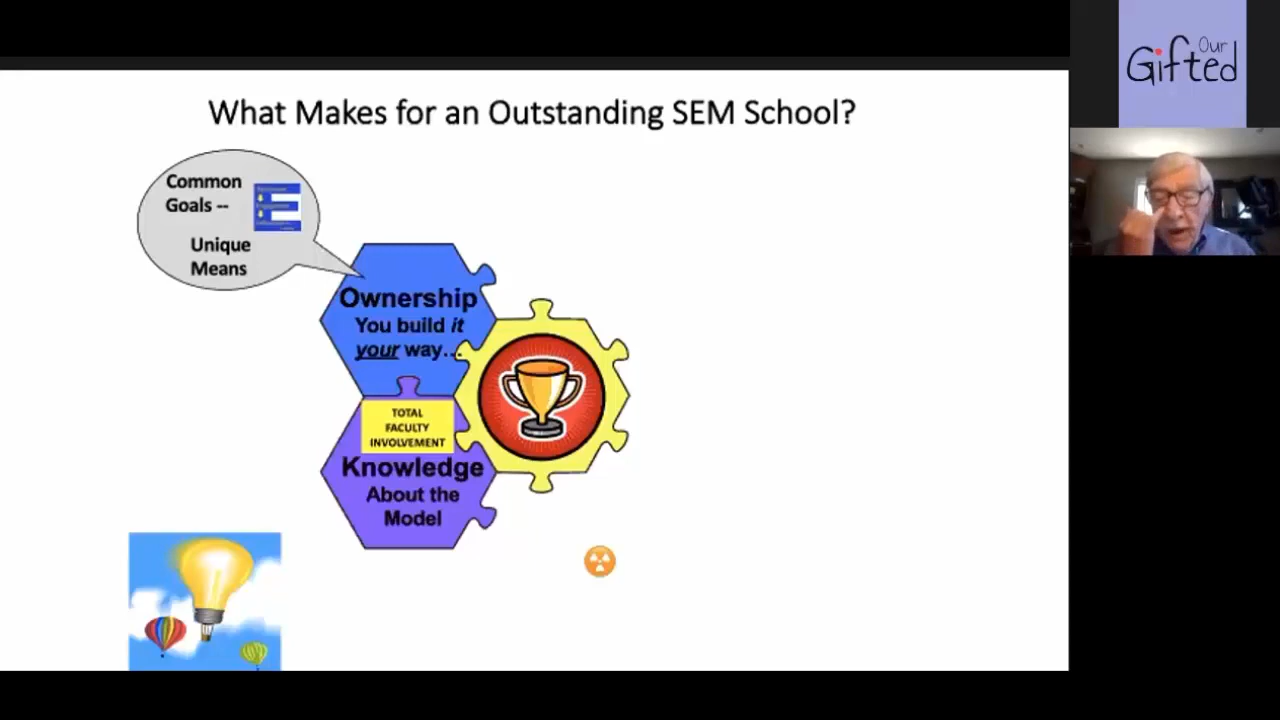 What Makes for an Outstanding SEM School?
Our
Gifted
Common
Goals --
Unique
Means
Ownership
You build it
your way...
TOTAL
FACULTY
INVOLVEMENT
Knowledge
About the
Model